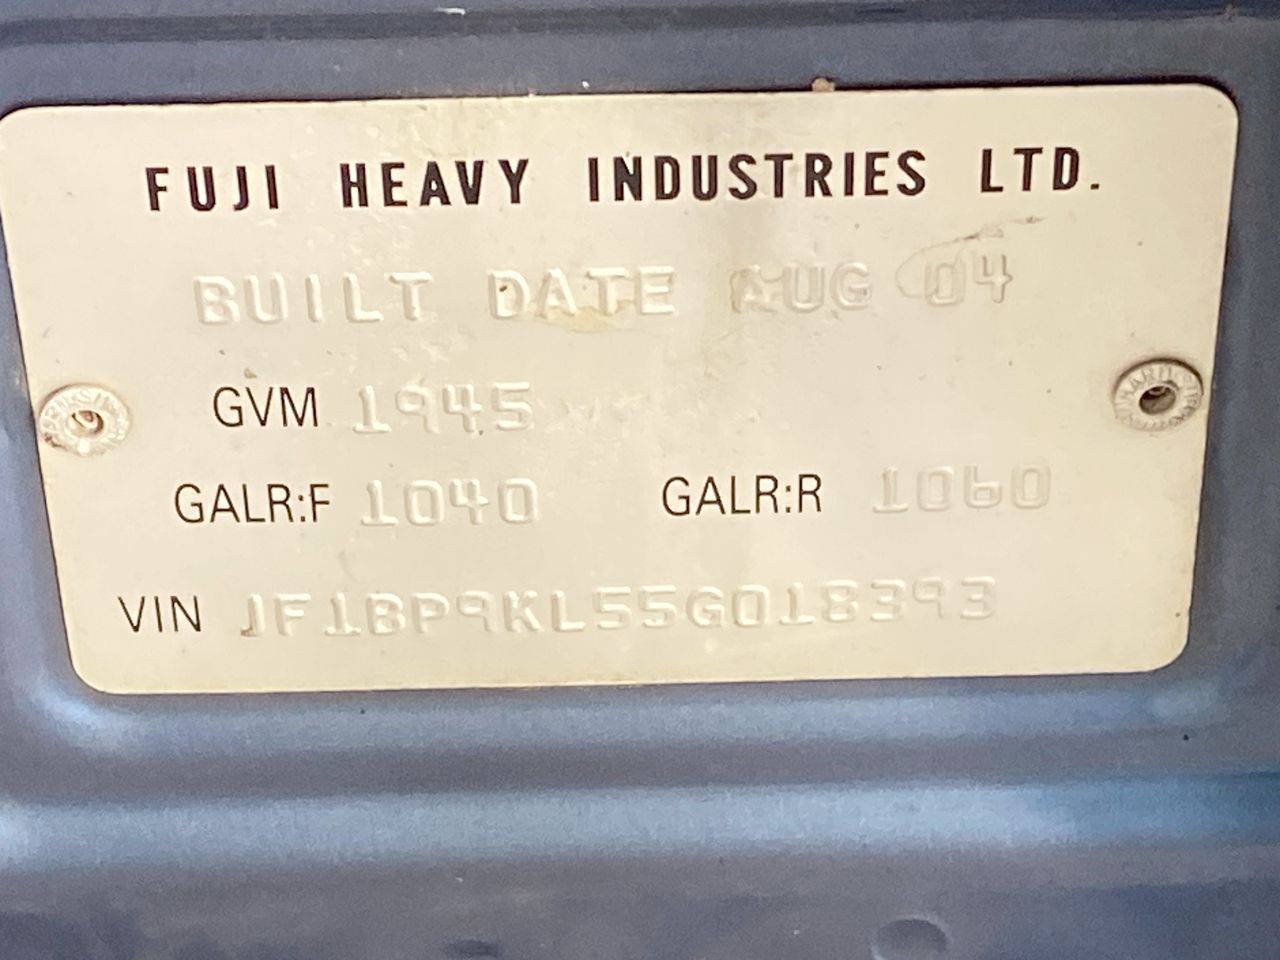 FUJI HEAVY INDUSTRIES LTD.
BUILT DATE AUG 04
GVM 1945
GALR:F 1040 GALR:R 1060
VIN JF1BP9KL55G018393